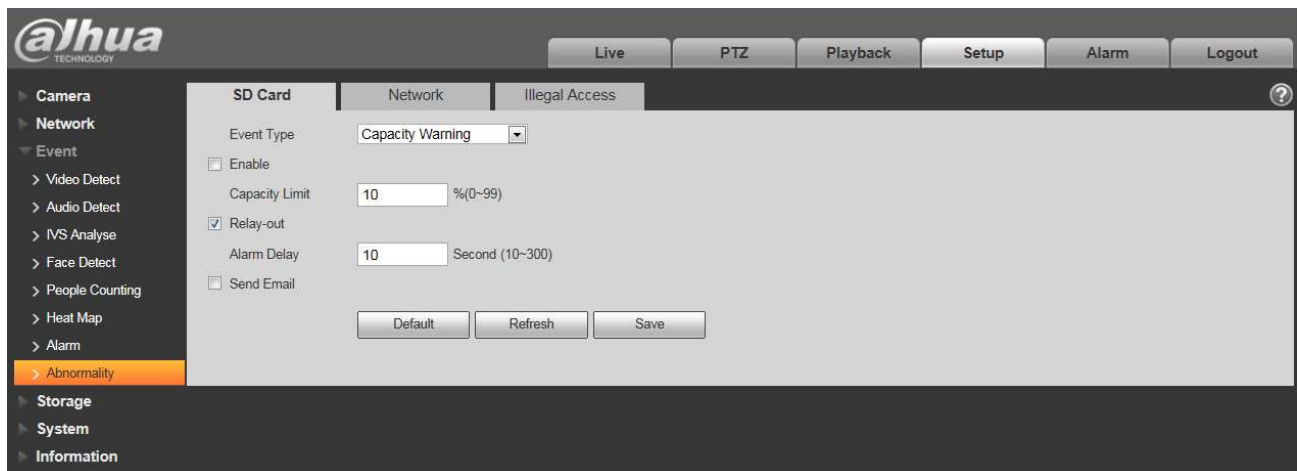 alhua
TECHNOLOGY
Live PTZ Playback Setup Alarm Logout
Camera
Network
Event
> Video Detect
> Audio Detect
> IVS Analyse
> Face Detect
> People Counting
> Heat Map
> Alarm
> Abnormality
Storage
System
Information
SD Card Network Illegal Access ?
Event Type Capacity Warning
Enable
Capacity Limit 10 %(0~99)
Relay-out
Alarm Delay 10 Second (10~300)
Send Email
Default Refresh Save